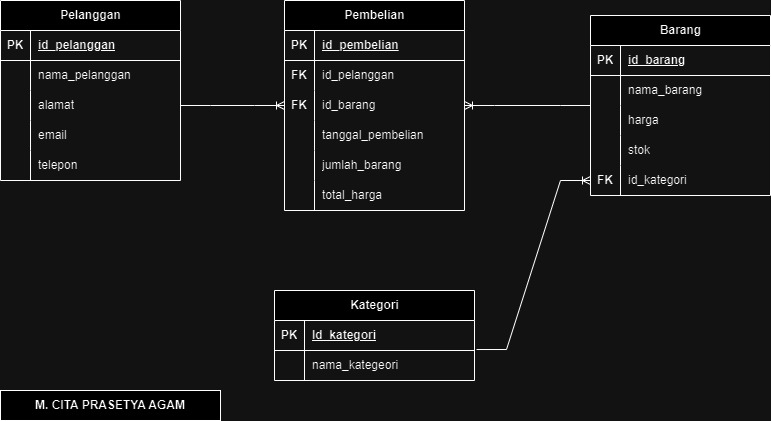 Pelanggan
PK id_pelanggan
nama_pelanggan
alamat
email
telepon
Pembelian
PK id_pembelian
FK id_pelanggan
FK id_barang
tanggal_pembelian
jumlah_barang
total_harga
Barang
PK id_barang
nama_barang
harga
stok
FK id_kategori
Kategori
PK Id_kategori
nama_kategeori
M. CITA PRASETYA AGAM